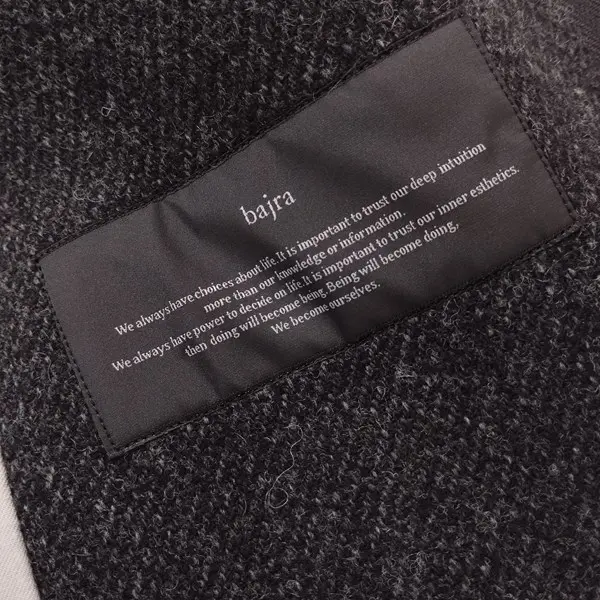 bajra
We always have choices about life.It is important to trust our deep intuition
more than our knowledge or information.
We always have power to decide on life.It is important to trust our inner esthetics.
then doing will become being.Being will become doing,
We become ourselves.